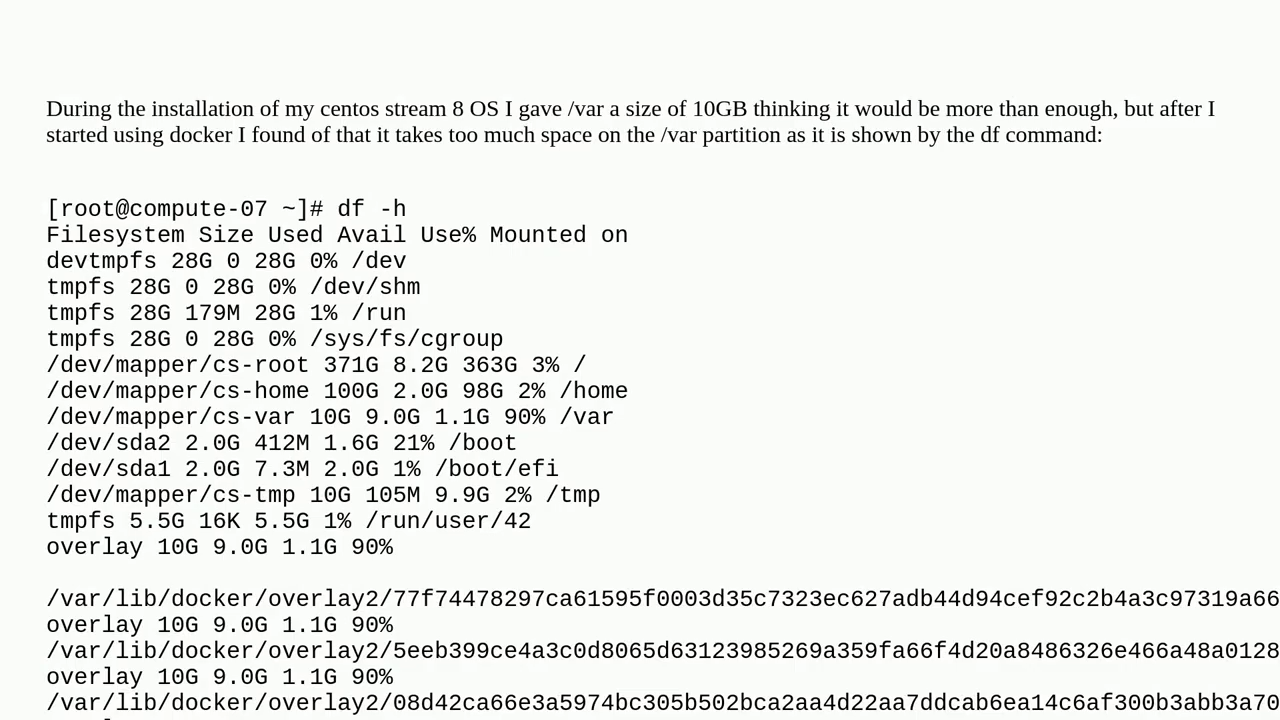 During the installation of my centos stream 8 OS I gave /var a size of 10GB thinking it would be more than enough, but after I
started using docker I found of that it takes too much space on the /var partition as it is shown by the df command:
[root@compute-07 ~]# df -h
Filesystem Size Used Avail Use% Mounted on
devtmpfs 28G 0 28G 0% /dev
tmpfs 28G 0 28G 0% /dev/shm
tmpfs 28G 179M 28G 1% /run
tmpfs 28G 0 28G 0% /sys/fs/cgroup
/dev/mapper/cs-root 371G 8.2G 363G 3% /
/dev/mapper/cs-home 100G 2.0G 98G 2% /home
/dev/mapper/cs-var 10G 9.0G 1.1G 90% /var
/dev/sda2 2.0G 412M 1.6G 21% /boot
/dev/sda1 2.0G 7.3M 2.0G 1% /boot/efi
/dev/mapper/cs-tmp 10G 105M 9.9G 2% /tmp
tmpfs 5.5G 16K 5.5G 1% /run/user/42
overlay 10G 9.0G 1.1G 90%
/var/lib/docker/overlay2/77f74478297ca61595f0003d35c7323ec627adb44d94cef92c2b4a3c97319a66
overlay 10G 9.0G 1.1G 90%
/var/lib/docker/overlay2/5eeb399ce4a3c0d8065d63123985269a359fa66f4d20a8486326e466a48a0128
overlay 10G 9.0G 1.1G 90%
/var/lib/docker/overlay2/08d42ca66e3a5974bc305b502bca2aa4d22aa7ddcab6ea14c6af300b3abb3a70